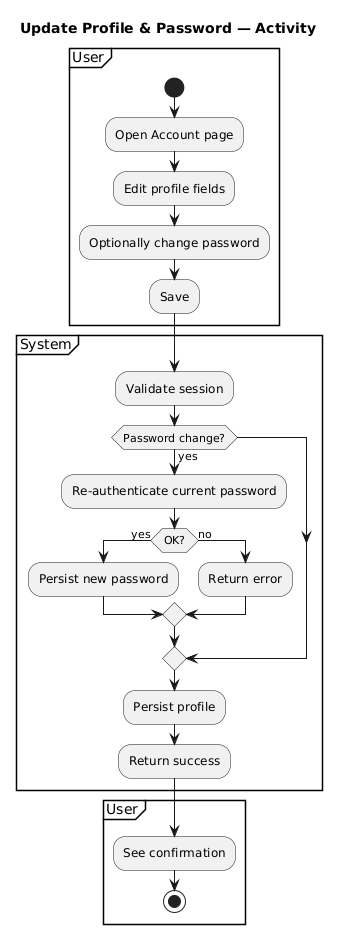 Update Profile & Password — Activity
User
Open Account page
Edit profile fields
Optionally change password
Save
System
Validate session
Password change?
yes
Re-authenticate current password
yes
OK?
no
Persist new password
Return error
Persist profile
Return success
User
See confirmation